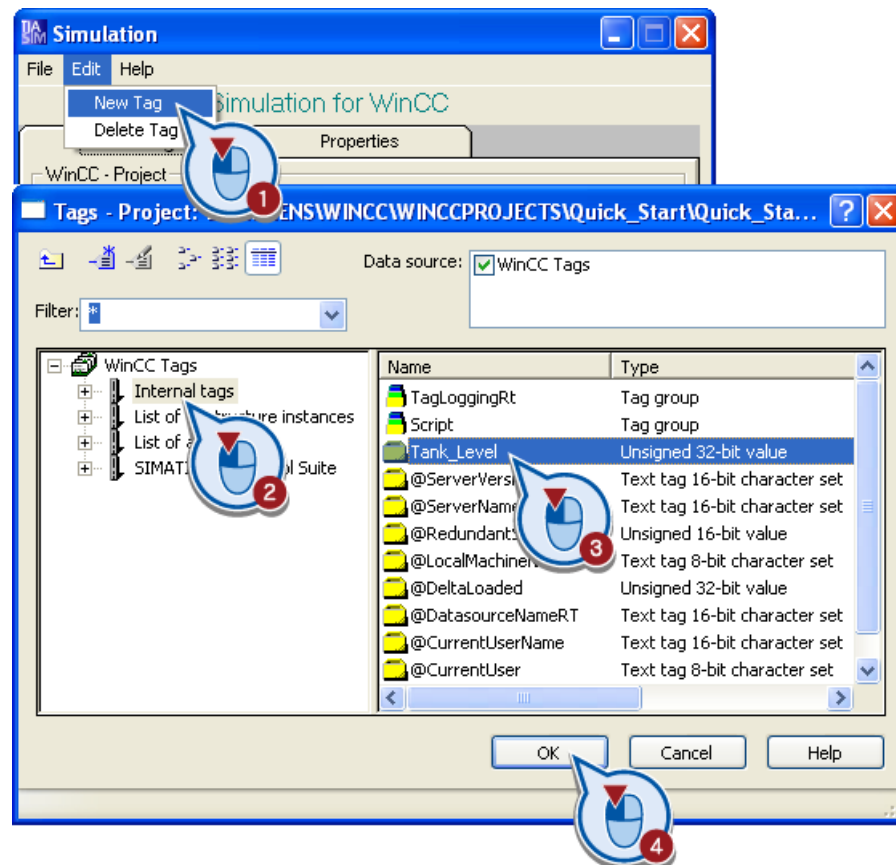 Simulation
File Edit Help
New Tag
Delete Tag
Simulation for WinCC
Properties
WinCC - Project
1
Tags - Project: ENS\WINCC\WINCCPROJECTS\Quick_Start\Quick_Sta...
Data source: WinCC Tags
Filter: *
WinCC Tags
Internal tags
List of structure instances
List of a
SIMATI ol Suite
2
Name Type
TagLoggingRt Tag group
Script Tag group
Tank_Level Unsigned 32-bit value
@ServerVersi Text tag 16-bit character set
@ServerName Text tag 16-bit character set
@Redundant Unsigned 16-bit value
@LocalMachine Text tag 8-bit character set
@DeltaLoaded Unsigned 32-bit value
@DatasourceNameRT Text tag 16-bit character set
@CurrentUserName Text tag 16-bit character set
@CurrentUser Text tag 8-bit character set
3
OK Cancel Help
4